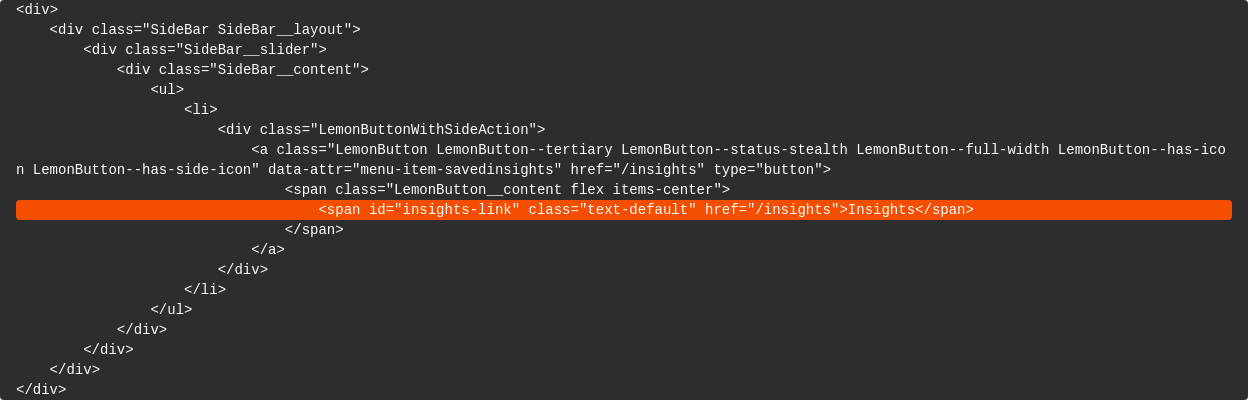 <div>
    <div class="SideBar SideBar__layout">
        <div class="SideBar__slider">
            <div class="SideBar__content">
                <ul>
                    <li>
                        <div class="LemonButtonWithSideAction">
                            <a class="LemonButton LemonButton--tertiary LemonButton--status-stealth LemonButton--full-width LemonButton--has-ico
n LemonButton--has-side-icon" data-attr="menu-item-savedinsights" href="/insights" type="button">
                                <span class="LemonButton__content flex items-center">
                                    <span id="insights-link" class="text-default" href="/insights">Insights</span>
                                </span>
                            </a>
                        </div>
                    </li>
                </ul>
            </div>
        </div>
    </div>
</div>